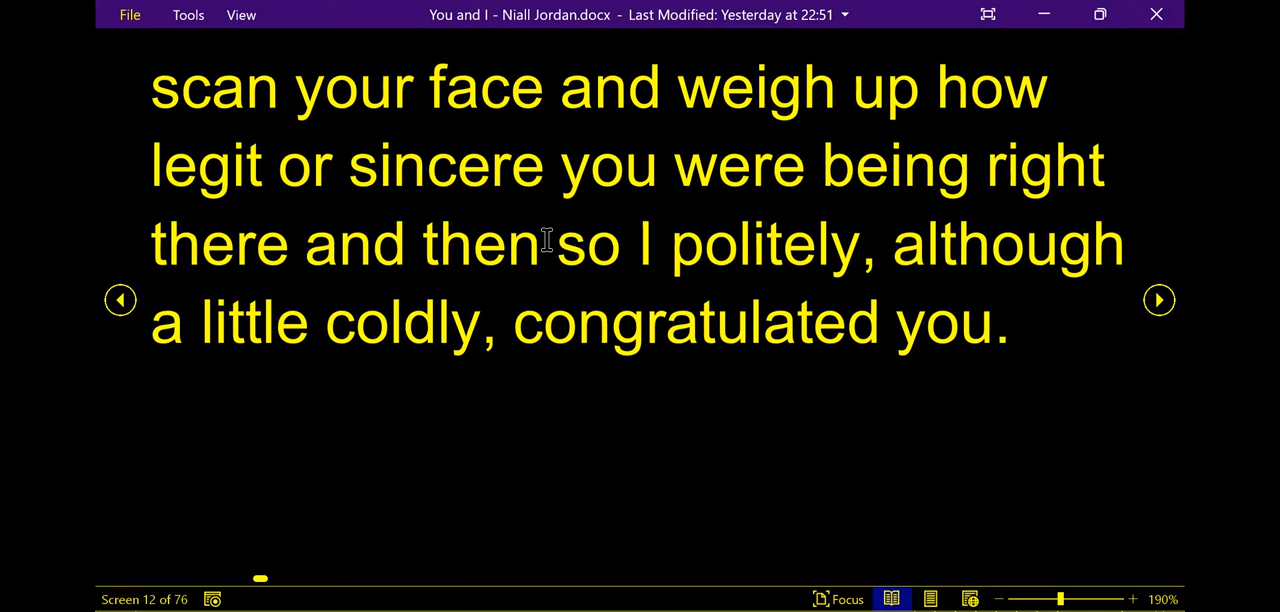 File Tools View You and I - Niall Jordan.docx - Last Modified: Yesterday at 22:51
scan your face and weigh up how
legit or sincere you were being right
there and then so I politely, although
a little coldly, congratulated you.
Screen 12 of 76 Focus 190%